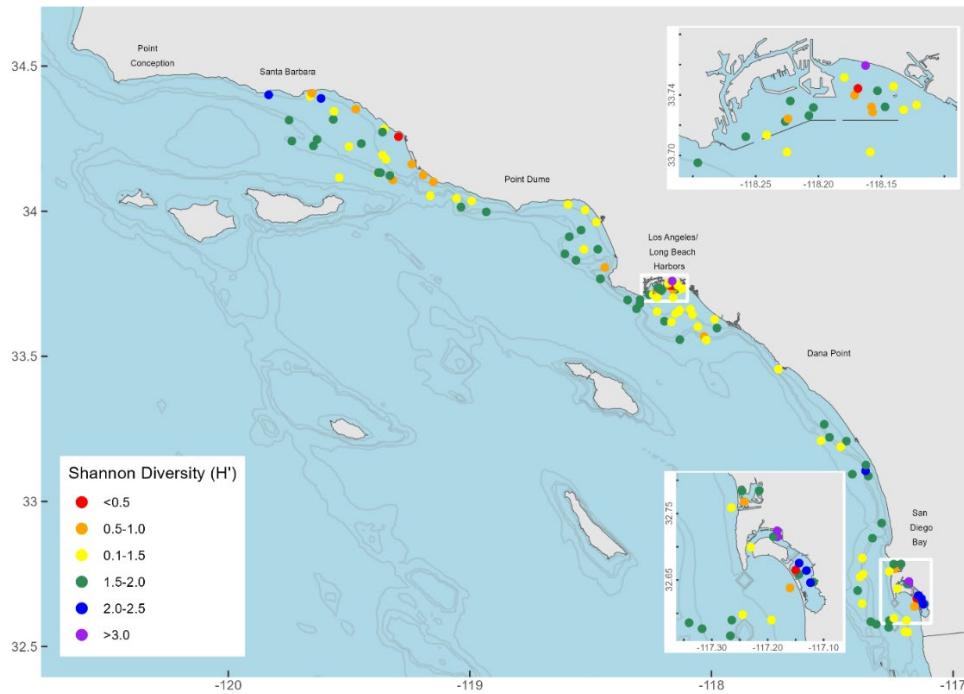 Point
Conception
Santa Barbara
Point Dume
Los Angeles/
Long Beach
Harbors
Dana Point
San
Diego
Bay
34.5
34
33.5
33
32.5
-120
-119
-118
-117
33.74
33.70
-118.25
-118.20
-118.15
32.75
32.65
-117.30
-117.20
-117.10
Shannon Diversity (H')
<0.5
0.5-1.0
0.1-1.5
1.5-2.0
2.0-2.5
>3.0